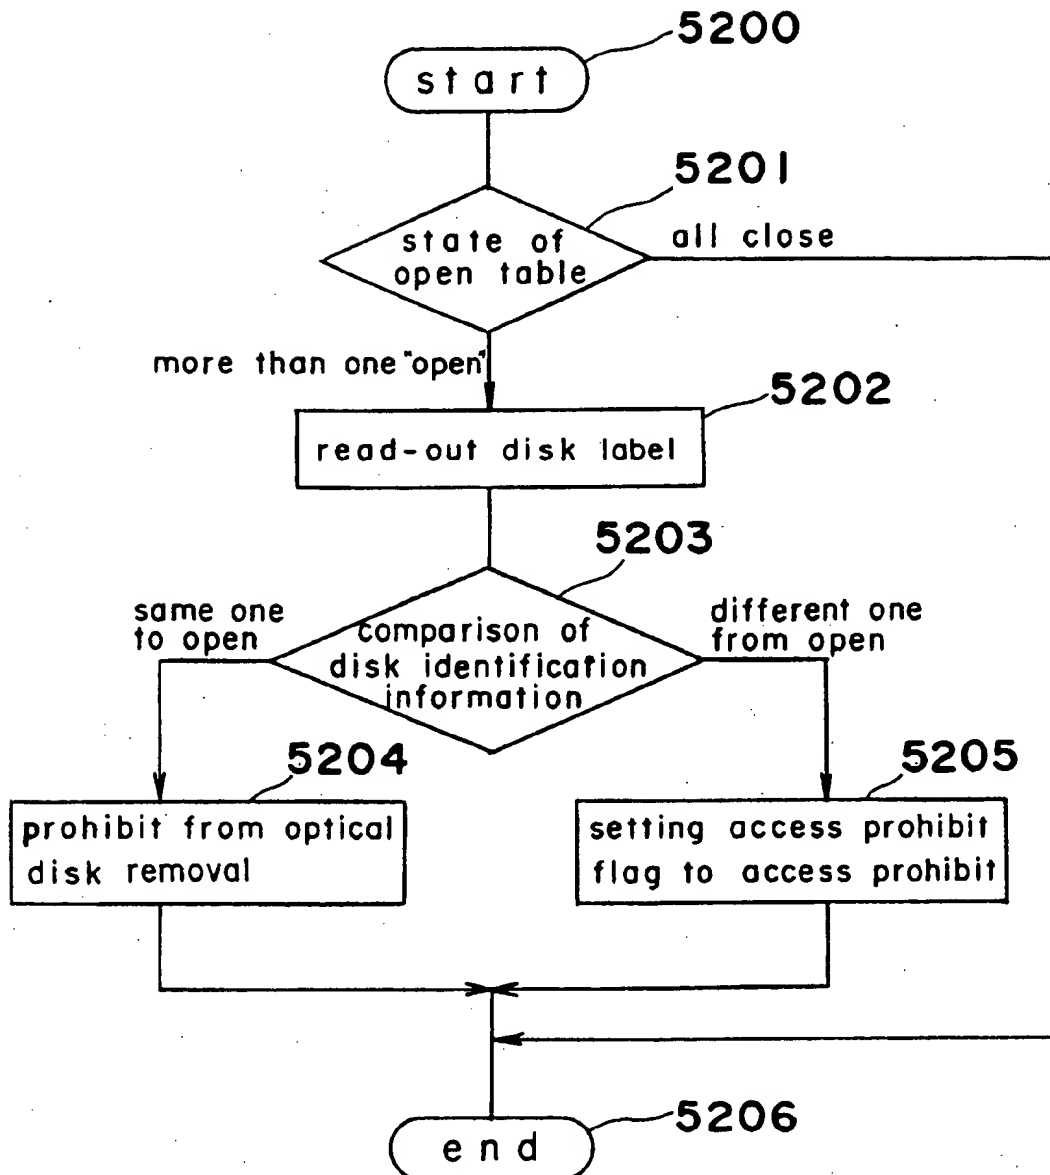 5200
start
5201
state of
open table
all close
more than one "open"
5202
read-out disk label
5203
same one
to open
comparison of
disk identification
information
different one
from open
5204
prohibit from optical
disk removal
5205
setting access prohibit
flag to access prohibit
5206
end